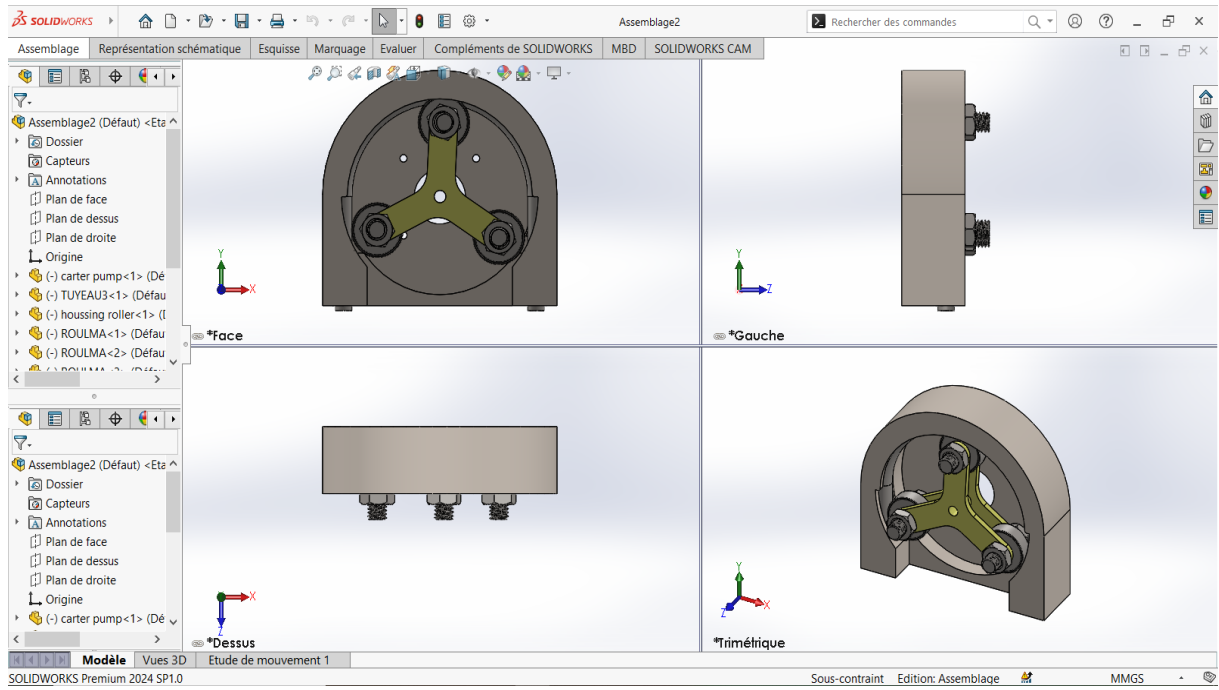 SOLIDWORKS
Assemblage2
Rechercher des commandes
Assemblage Représentation schématique Esquisse Marquage Evaluer Compléments de SOLIDWORKS MBD SOLIDWORKS CAM
Assemblage2 (Défaut) <Eta
Dossier
Capteurs
Annotations
Plan de face
Plan de dessus
Plan de droite
Origine
(-) carter pump<1> (Dé
(-) TUYEAU3<1> (Défau
(-) houssing roller<1> (
(-) ROULMA<1> (Défau
(-) ROULMA<2> (Défau
Y
X
*Face
Y
Z
*Gauche
Assemblage2 (Défaut) <Eta
Dossier
Capteurs
Annotations
Plan de face
Plan de dessus
Plan de droite
Origine
(-) carter pump<1> (Dé
X
Z
*Dessus
Y
X
Z
*Trimétrique
Modèle Vues 3D Etude de mouvement 1
SOLIDWORKS Premium 2024 SP1.0
Sous-contraint Edition: Assemblage MMGS